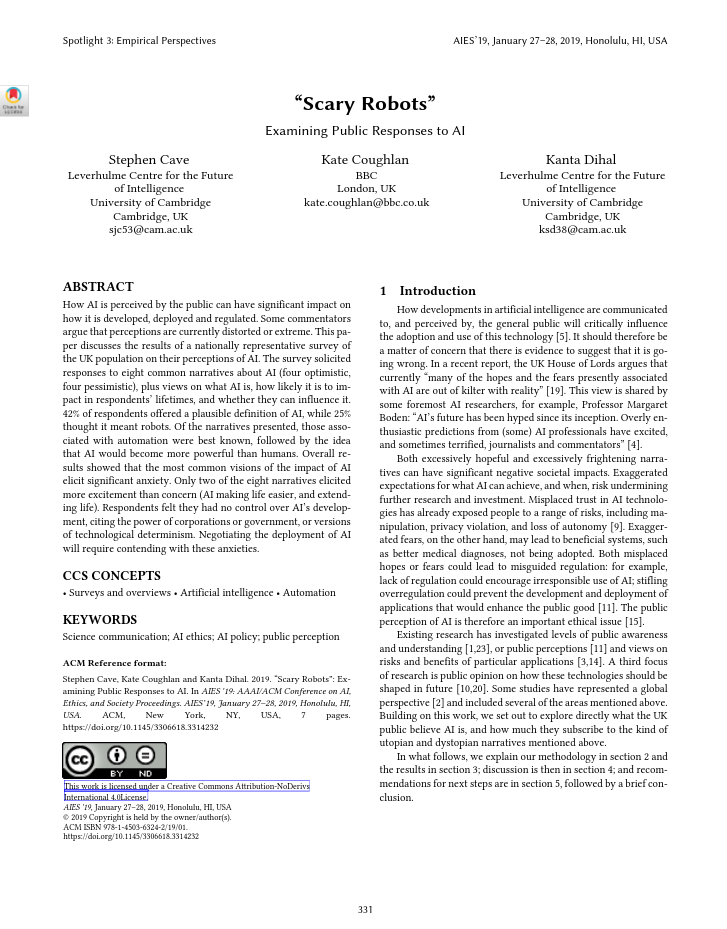 Spotlight 3: Empirical Perspectives
AIES'19, January 27–28, 2019, Honolulu, HI, USA
Check for
updates
“Scary Robots”
Examining Public Responses to AI
Stephen Cave
Leverhulme Centre for the Future
of Intelligence
University of Cambridge
Cambridge, UK
sjc53@cam.ac.uk
Kate Coughlan
BBC
London, UK
kate.coughlan@bbc.co.uk
Kanta Dihal
Leverhulme Centre for the Future
of Intelligence
University of Cambridge
Cambridge, UK
ksd38@cam.ac.uk
ABSTRACT
How AI is perceived by the public can have significant impact on
how it is developed, deployed and regulated. Some commentators
argue that perceptions are currently distorted or extreme. This pa-
per discusses the results of a nationally representative survey of
the UK population on their perceptions of AI. The survey solicited
responses to eight common narratives about AI (four optimistic,
four pessimistic), plus views on what AI is, how likely it is to im-
pact in respondents' lifetimes, and whether they can influence it.
42% of respondents offered a plausible definition of AI, while 25%
thought it meant robots. Of the narratives presented, those asso-
ciated with automation were best known, followed by the idea
that AI would become more powerful than humans. Overall re-
sults showed that the most common visions of the impact of AI
elicit significant anxiety. Only two of the eight narratives elicited
more excitement than concern (AI making life easier, and extend-
ing life). Respondents felt they had no control over AI's develop-
ment, citing the power of corporations or government, or versions
of technological determinism. Negotiating the deployment of AI
will require contending with these anxieties.
CCS CONCEPTS
• Surveys and overviews • Artificial intelligence • Automation
KEYWORDS
Science communication; AI ethics; AI policy; public perception
ACM Reference format:
Stephen Cave, Kate Coughlan and Kanta Dihal. 2019. “Scary Robots”: Ex-
amining Public Responses to AI. In AIES '19: AAAI/ACM Conference on AI,
Ethics, and Society Proceedings. AIES'19, January 27–28, 2019, Honolulu, HI,
USA. ACM, New York, NY, USA, 7 pages.
https://doi.org/10.1145/3306618.3314232
cc
BY ND
This work is licensed under a Creative Commons Attribution-NoDerivs
International 4.0License.
AIES '19, January 27–28, 2019, Honolulu, HI, USA
© 2019 Copyright is held by the owner/author(s).
ACM ISBN 978-1-4503-6324-2/19/01.
https://doi.org/10.1145/3306618.3314232
1 Introduction
How developments in artificial intelligence are communicated
to, and perceived by, the general public will critically influence
the adoption and use of this technology [5]. It should therefore be
a matter of concern that there is evidence to suggest that it is go-
ing wrong. In a recent report, the UK House of Lords argues that
currently “many of the hopes and the fears presently associated
with AI are out of kilter with reality” [19]. This view is shared by
some foremost AI researchers, for example, Professor Margaret
Boden: “AI's future has been hyped since its inception. Overly en-
thusiastic predictions from (some) AI professionals have excited,
and sometimes terrified, journalists and commentators” [4].
Both excessively hopeful and excessively frightening narra-
tives can have significant negative societal impacts. Exaggerated
expectations for what AI can achieve, and when, risk undermining
further research and investment. Misplaced trust in AI technolo-
gies has already exposed people to a range of risks, including ma-
nipulation, privacy violation, and loss of autonomy [9]. Exagger-
ated fears, on the other hand, may lead to beneficial systems, such
as better medical diagnoses, not being adopted. Both misplaced
hopes or fears could lead to misguided regulation: for example,
lack of regulation could encourage irresponsible use of AI; stifling
overregulation could prevent the development and deployment of
applications that would enhance the public good [11]. The public
perception of AI is therefore an important ethical issue [15].
Existing research has investigated levels of public awareness
and understanding [1,23], or public perceptions [11] and views on
risks and benefits of particular applications [3,14]. A third focus
of research is public opinion on how these technologies should be
shaped in future [10,20]. Some studies have represented a global
perspective [2] and included several of the areas mentioned above.
Building on this work, we set out to explore directly what the UK
public believe AI is, and how much they subscribe to the kind of
utopian and dystopian narratives mentioned above.
In what follows, we explain our methodology in section 2 and
the results in section 3; discussion is then in section 4; and recom-
mendations for next steps are in section 5, followed by a brief con-
clusion.
331